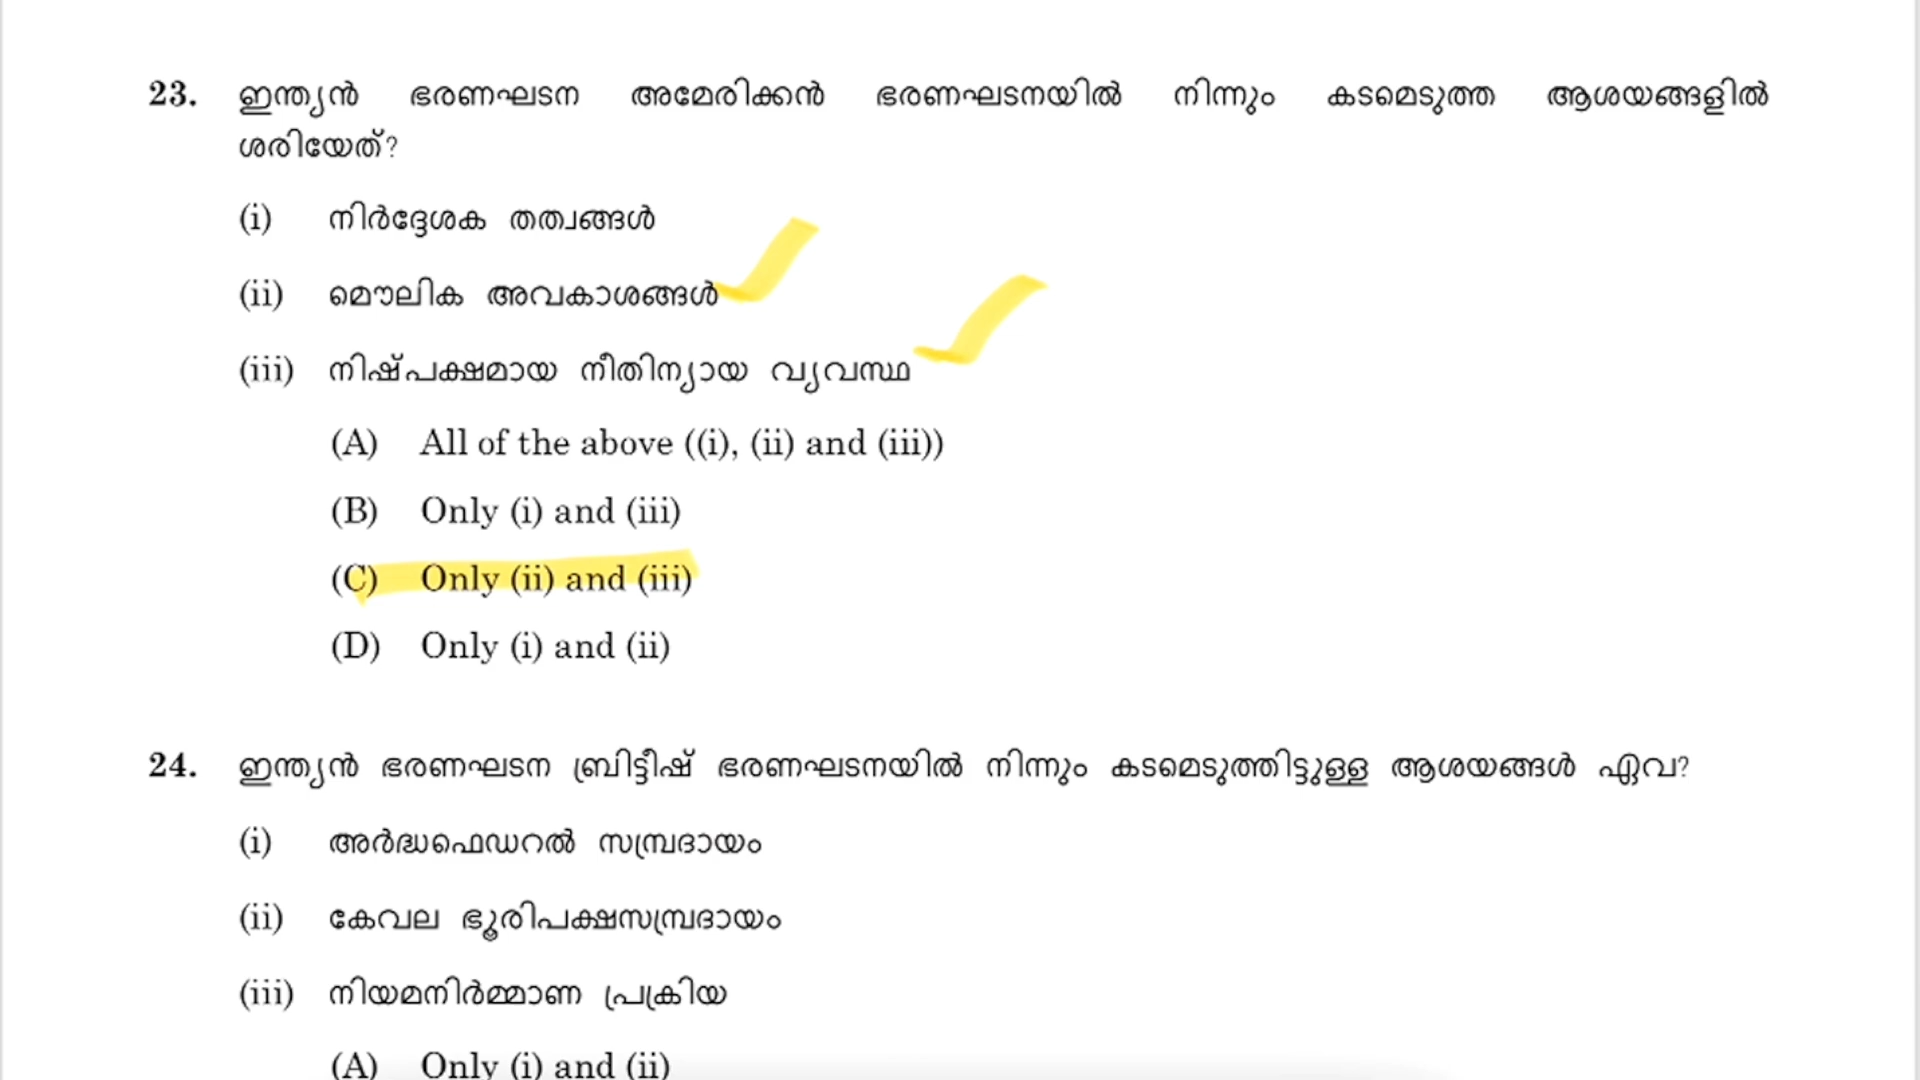 23. ഇന്ത്യൻ ഭരണഘടന അമേരിക്കൻ ഭരണഘടനയിൽ നിന്നും കടമെടുത്ത ആശയങ്ങളിൽ
ശരിയേത്?
(i) നിർദ്ദേശക തത്വങ്ങൾ
(ii) മൌലിക അവകാശങ്ങൾ
(iii) നിഷ്പക്ഷമായ നീതിന്യായ വ്യവസ്ഥ
(A) All of the above ((i), (ii) and (iii))
(B) Only (i) and (iii)
(C) Only (ii) and (iii)
(D) Only (i) and (ii)
24. ഇന്ത്യൻ ഭരണഘടന ബ്രിട്ടീഷ് ഭരണഘടനയിൽ നിന്നും കടമെടുത്തിട്ടുള്ള ആശയങ്ങൾ ഏവ?
(i) അർദ്ധഫെഡറൽ സമ്പ്രദായം
(ii) കേവല ഭൂരിപക്ഷസമ്പ്രദായം
(iii) നിയമനിർമ്മാണ പ്രക്രിയ
(A) Only (i) and (ii)